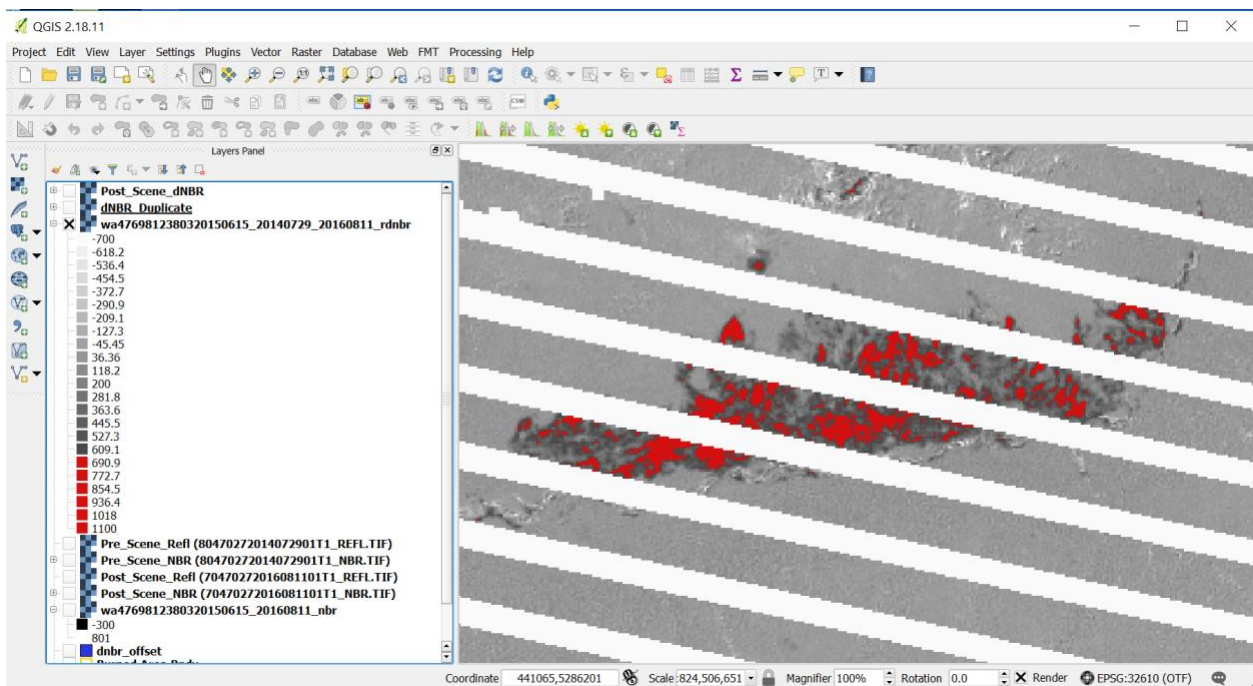 QGIS 2.18.11
Project Edit View Layer Settings Plugins Vector Raster Database Web FMT Processing Help
Layers Panel
Post_Scene_dNBR
dNBR_Duplicate
wa4769812380320150615_20140729_20160811_rdnbr
-700
-618.2
-536.4
-454.5
-372.7
-290.9
-209.1
-127.3
-45.45
36.36
118.2
200
281.8
363.6
445.5
527.3
609.1
690.9
772.7
854.5
936.4
1018
1100
Pre_Scene_Refl (80470272014072901T1_REFL.TIF)
Pre_Scene_NBR (80470272014072901T1_NBR.TIF)
Post_Scene_Refl (70470272016081101T1_REFL.TIF)
Post_Scene_NBR (70470272016081101T1_NBR.TIF)
wa4769812380320150615_20160811_nbr
-300
801
dnbr_offset
Coordinate 441065,5286201 Scale :824,506,651 Magnifier 100% Rotation 0.0 Render EPSG:32610 (OTF)